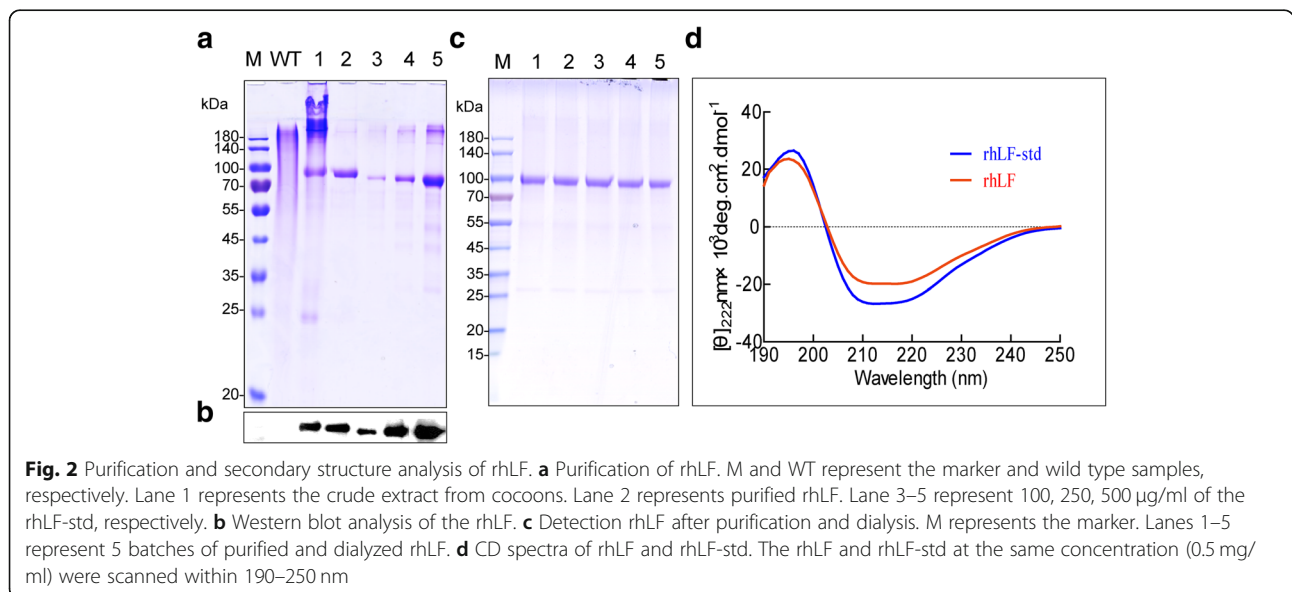 a
M WT 1 2 3 4 5
kDa
180-
140-
100-
70-
55-
45-
35-
25-
20-
b
c
M 1 2 3 4 5
kDa
180
140
100
70
55
45
35
25
20
15
d
[θ]222nm× 10³deg.cm².dmol⁻¹
40
20
0
-20
-40
rhLF-std
rhLF
190 200 210 220 230 240 250
Wavelength (nm)
Fig. 2 Purification and secondary structure analysis of rhLF. a Purification of rhLF. M and WT represent the marker and wild type samples,
respectively. Lane 1 represents the crude extract from cocoons. Lane 2 represents purified rhLF. Lane 3–5 represent 100, 250, 500 μg/ml of the
rhLF-std, respectively. b Western blot analysis of the rhLF. c Detection rhLF after purification and dialysis. M represents the marker. Lanes 1–5
represent 5 batches of purified and dialyzed rhLF. d CD spectra of rhLF and rhLF-std. The rhLF and rhLF-std at the same concentration (0.5 mg/
ml) were scanned within 190–250 nm